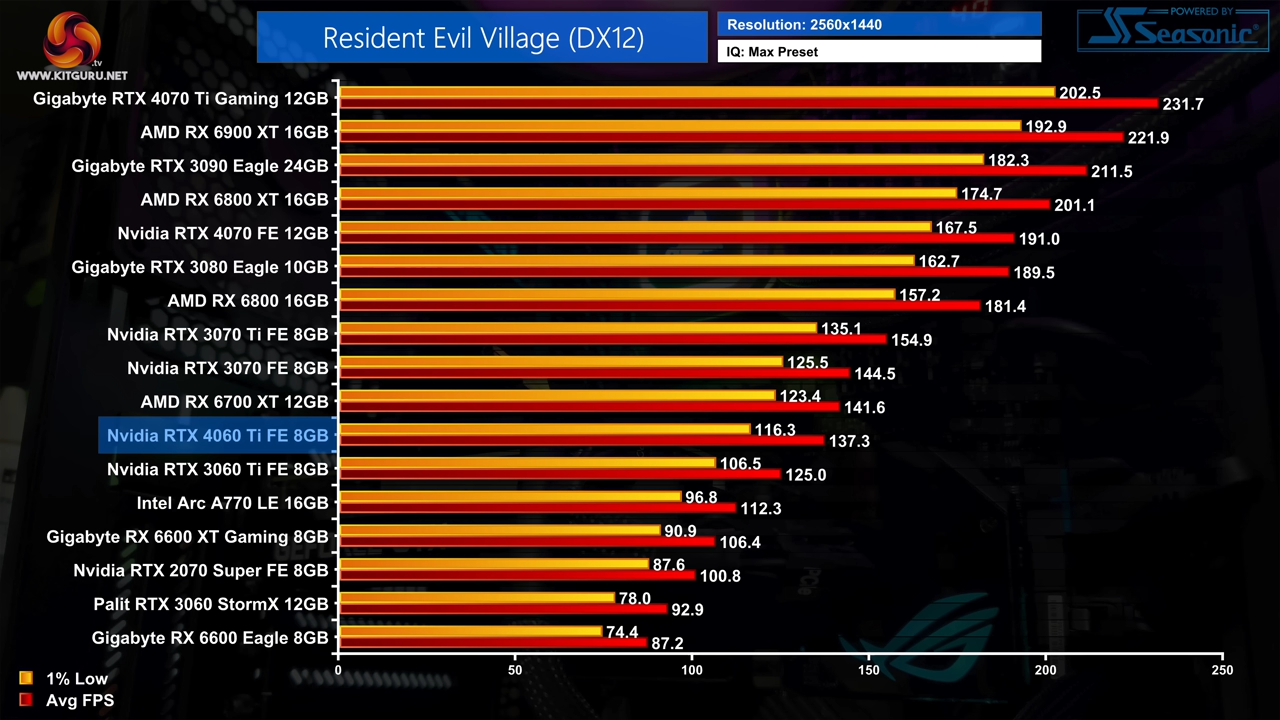 .tv
WWW.KITGURU.NET
Resident Evil Village (DX12)
Resolution: 2560x1440
IQ: Max Preset
POWERED BY
Seasonic
Gigabyte RTX 4070 Ti Gaming 12GB 202.5 231.7
AMD RX 6900 XT 16GB 192.9 221.9
Gigabyte RTX 3090 Eagle 24GB 182.3 211.5
AMD RX 6800 XT 16GB 174.7 201.1
Nvidia RTX 4070 FE 12GB 167.5 191.0
Gigabyte RTX 3080 Eagle 10GB 162.7 189.5
AMD RX 6800 16GB 157.2 181.4
Nvidia RTX 3070 Ti FE 8GB 135.1 154.9
Nvidia RTX 3070 FE 8GB 125.5 144.5
AMD RX 6700 XT 12GB 123.4 141.6
Nvidia RTX 4060 Ti FE 8GB 116.3 137.3
Nvidia RTX 3060 Ti FE 8GB 106.5 125.0
Intel Arc A770 LE 16GB 96.8 112.3
Gigabyte RX 6600 XT Gaming 8GB 90.9 106.4
Nvidia RTX 2070 Super FE 8GB 87.6 100.8
Palit RTX 3060 StormX 12GB 78.0 92.9
Gigabyte RX 6600 Eagle 8GB 74.4 87.2
0 50 100 150 200 250
1% Low
Avg FPS